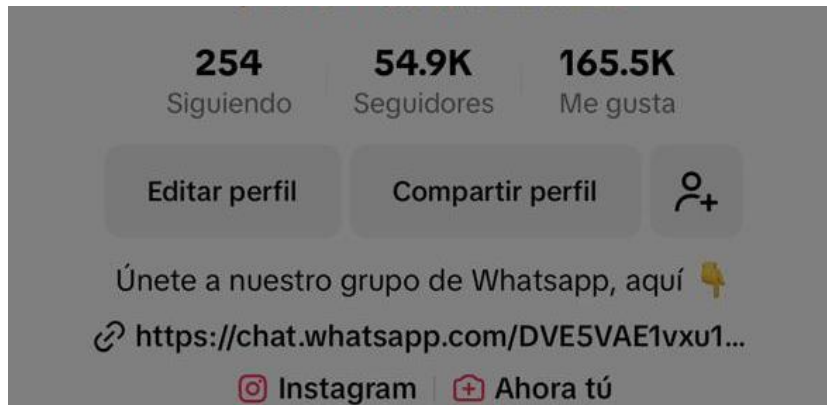 254 54.9K 165.5K
Siguiendo Seguidores Me gusta
Editar perfil Compartir perfil
Únete a nuestro grupo de Whatsapp, aquí 👇
https://chat.whatsapp.com/DVE5VAE1vxu1...
Instagram Ahora tú